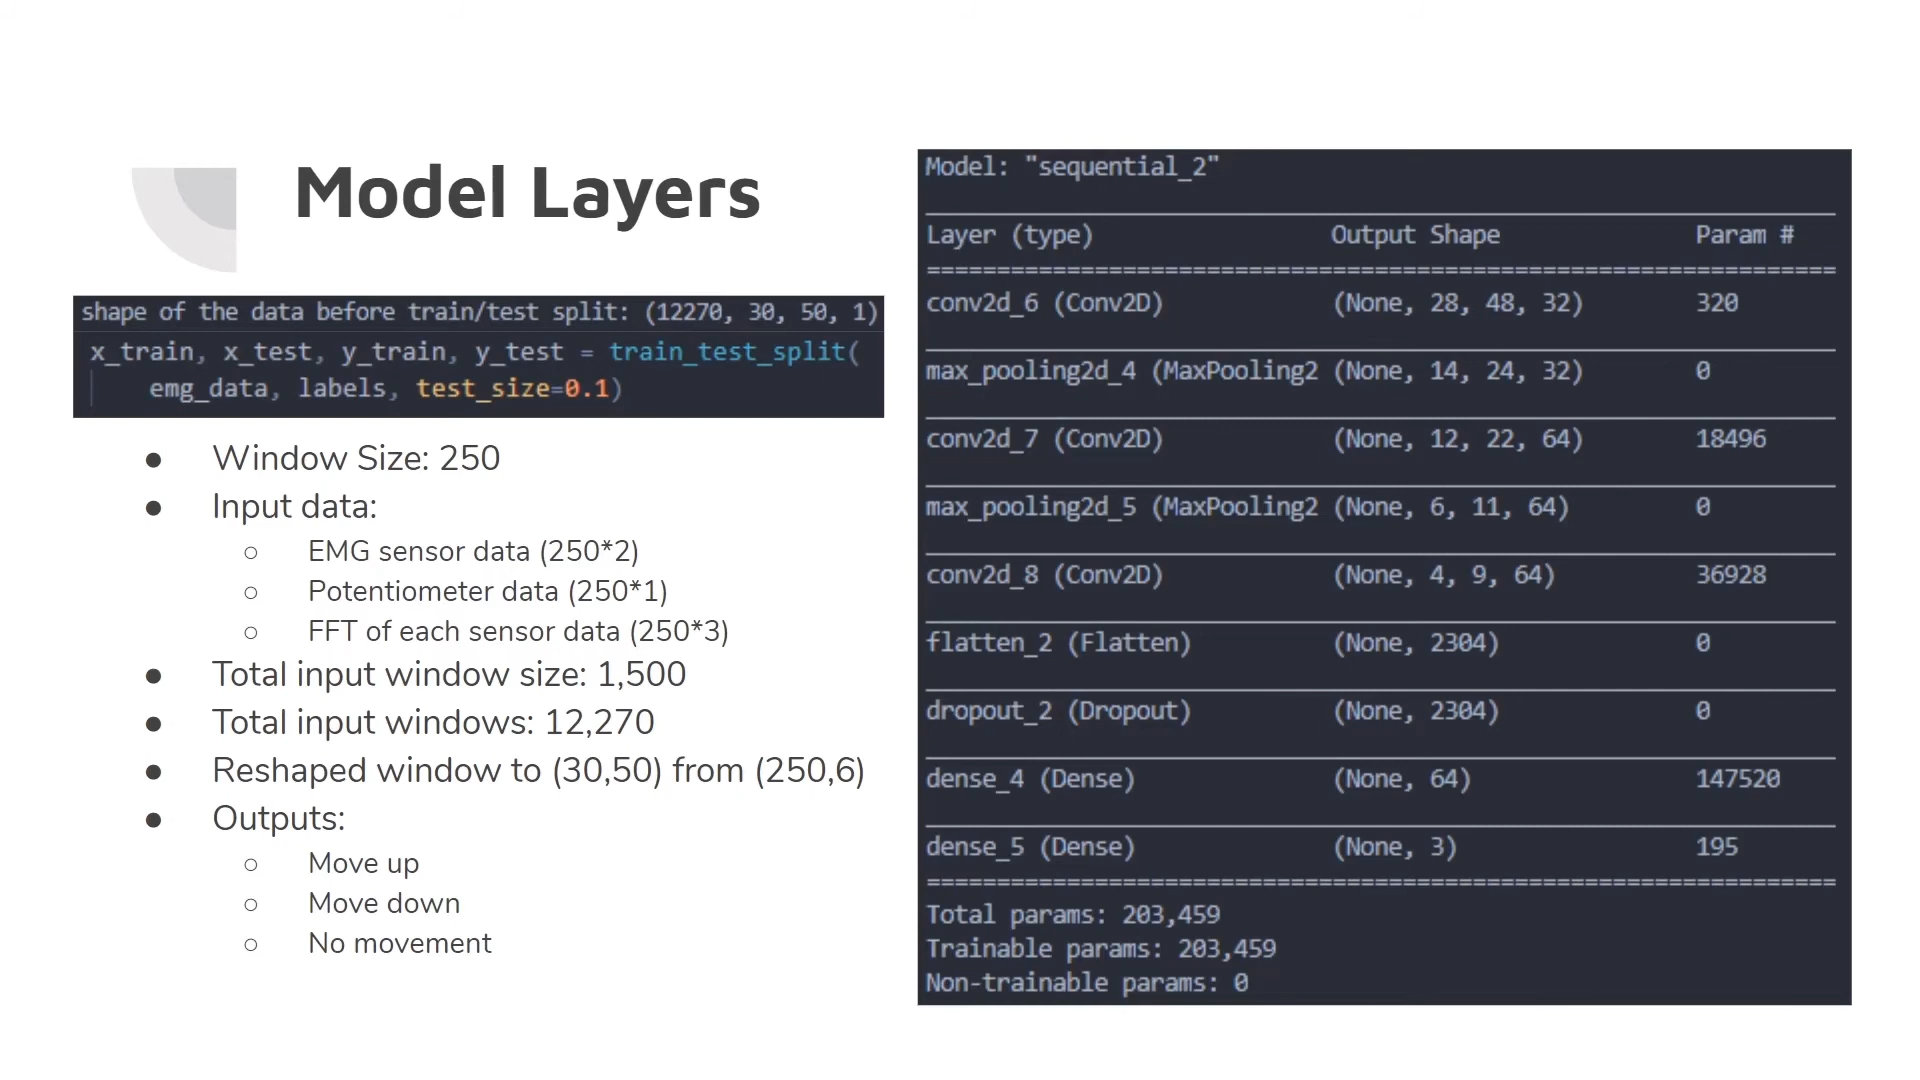 Model Layers
shape of the data before train/test split: (12270, 30, 50, 1)
x_train, x_test, y_train, y_test = train_test_split(
emg_data, labels, test_size=0.1)
● Window Size: 250
● Input data:
○ EMG sensor data (250*2)
○ Potentiometer data (250*1)
○ FFT of each sensor data (250*3)
● Total input window size: 1,500
● Total input windows: 12,270
● Reshaped window to (30,50) from (250,6)
● Outputs:
○ Move up
○ Move down
○ No movement
Model: "sequential_2"
Layer (type) Output Shape Param #
conv2d_6 (Conv2D) (None, 28, 48, 32) 320
max_pooling2d_4 (MaxPooling2 (None, 14, 24, 32) 0
conv2d_7 (Conv2D) (None, 12, 22, 64) 18496
max_pooling2d_5 (MaxPooling2 (None, 6, 11, 64) 0
conv2d_8 (Conv2D) (None, 4, 9, 64) 36928
flatten_2 (Flatten) (None, 2304) 0
dropout_2 (Dropout) (None, 2304) 0
dense_4 (Dense) (None, 64) 147520
dense_5 (Dense) (None, 3) 195
Total params: 203,459
Trainable params: 203,459
Non-trainable params: 0